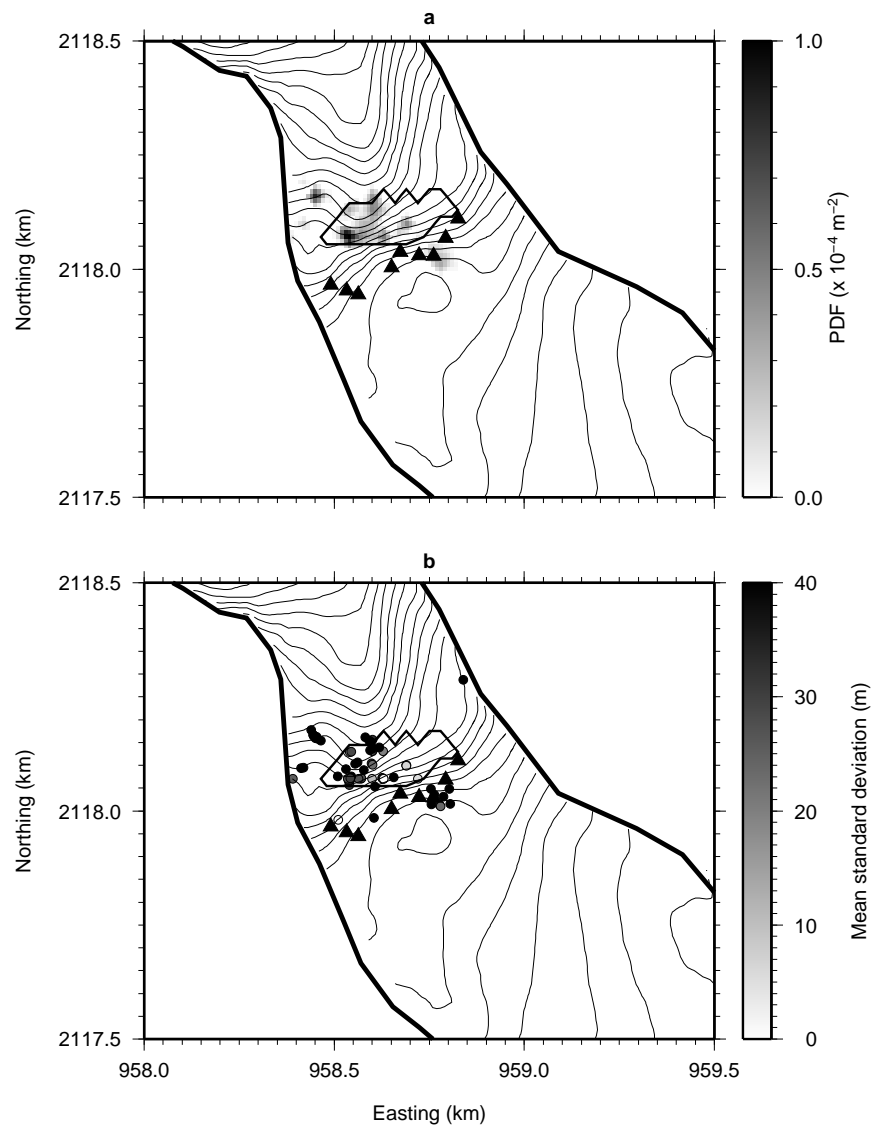 a
2118.5
2118.0
2117.5
Northing (km)
1.0
0.5
0.0
PDF (x 10⁻⁴ m⁻²)
b
2118.5
2118.0
2117.5
Northing (km)
958.0 958.5 959.0 959.5
Easting (km)
40
30
20
10
0
Mean standard deviation (m)